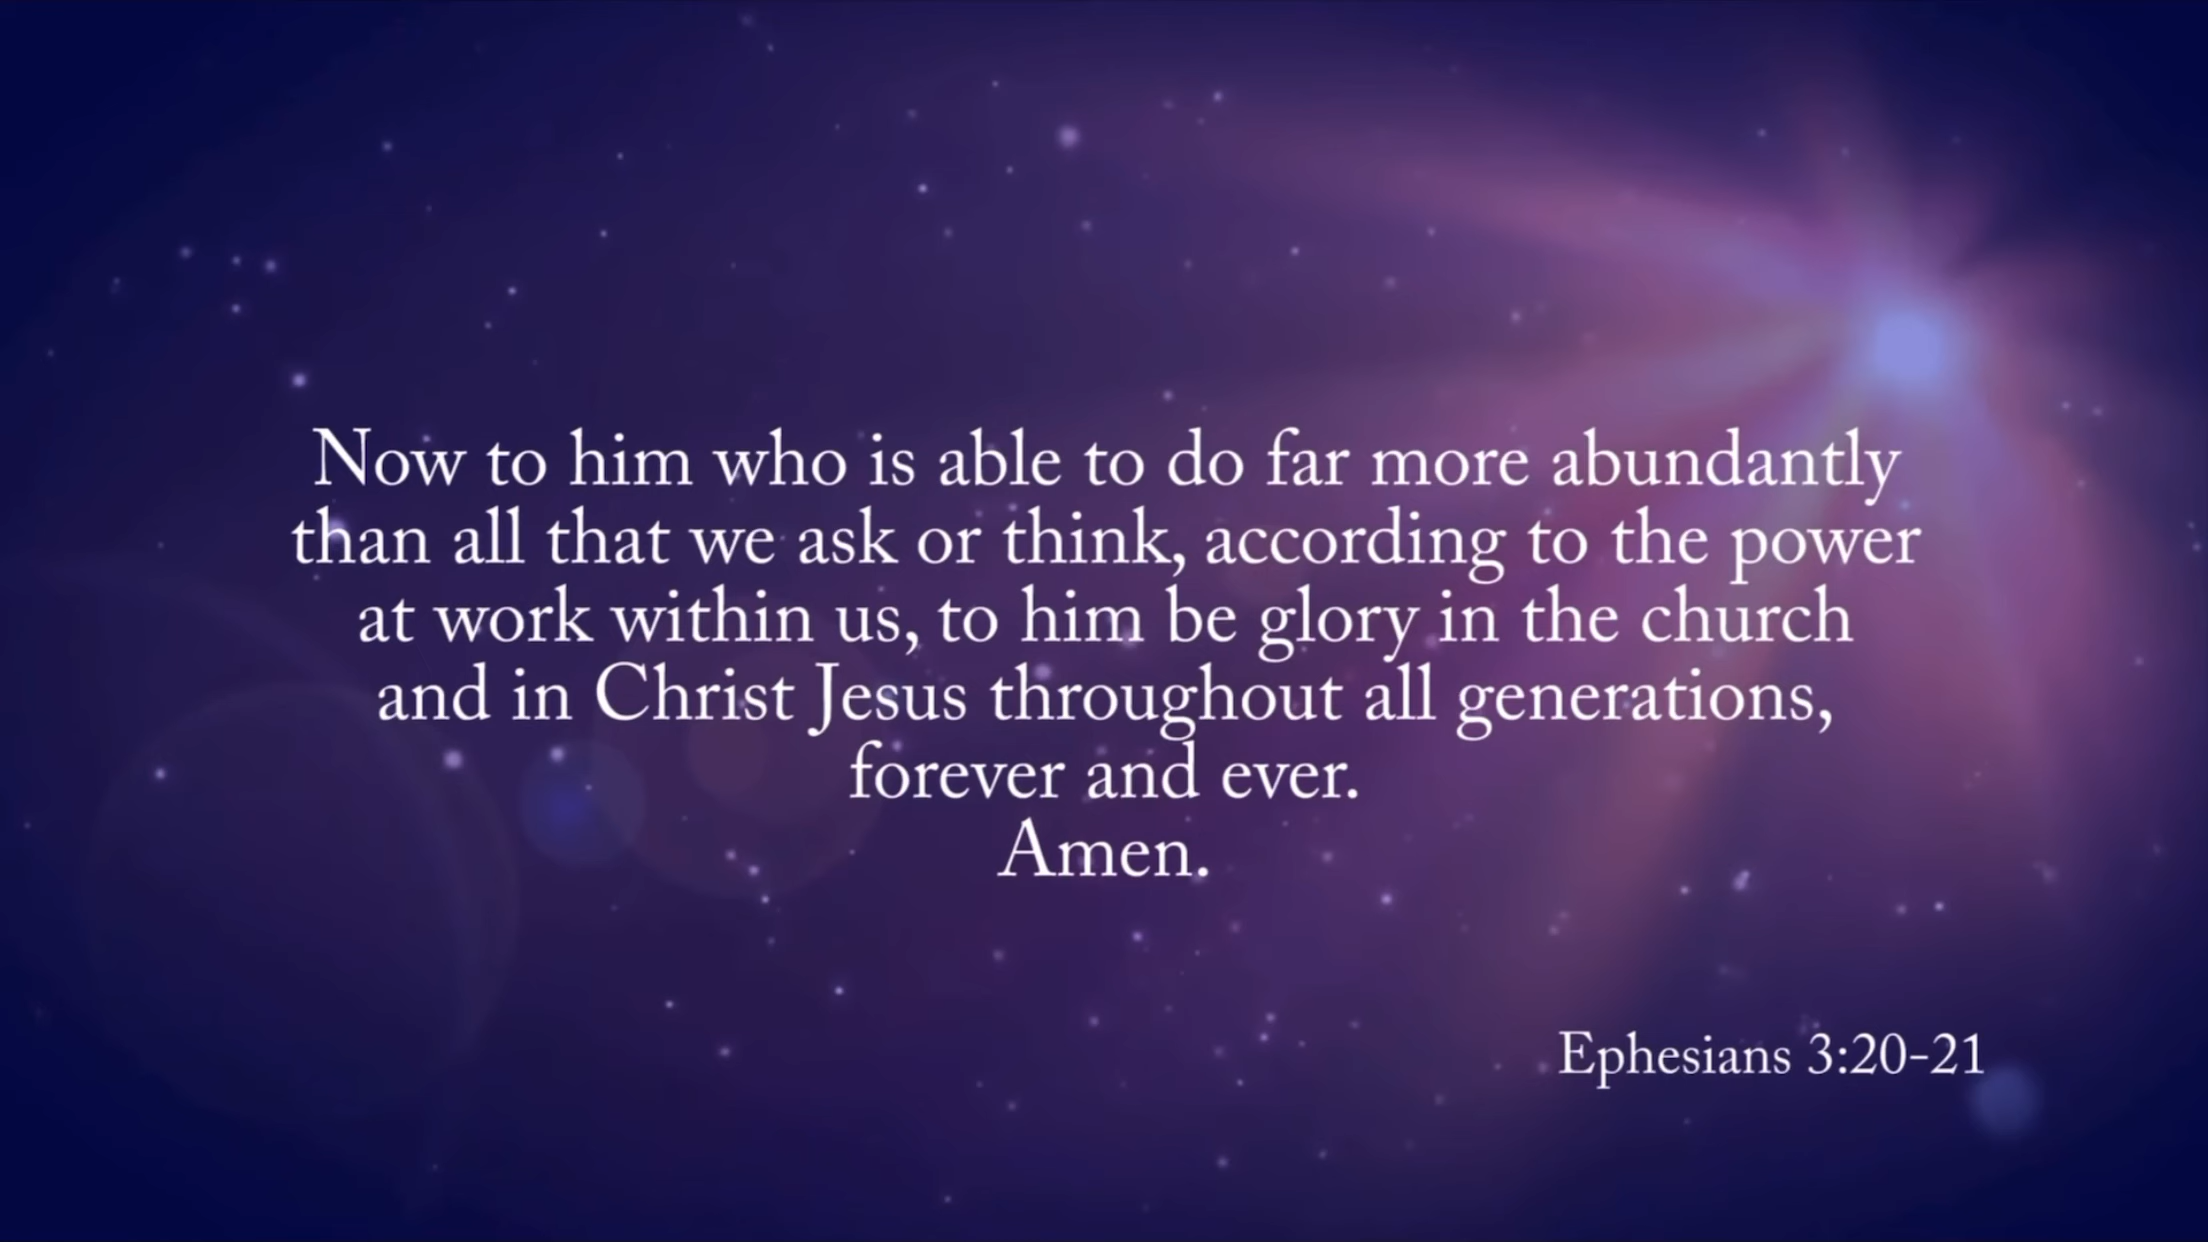 Now to him who is able to do far more abundantly
than all that we ask or think, according to the power
at work within us, to him be glory in the church
and in Christ Jesus throughout all generations,
forever and ever.
Amen.
Ephesians 3:20-21